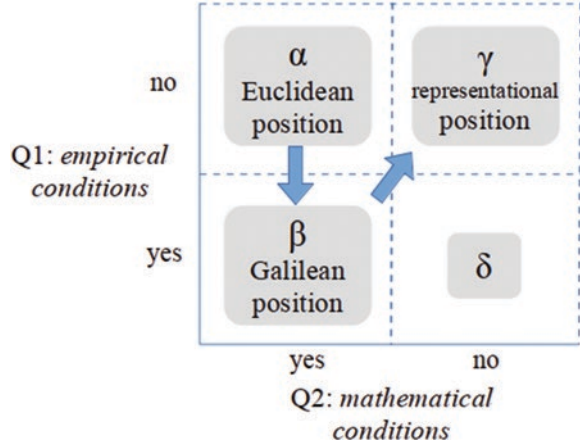 α
Euclidean
position
γ
representational
position
no
Q1: empirical
conditions
β
Galilean
position
δ
yes
yes
no
Q2: mathematical
conditions